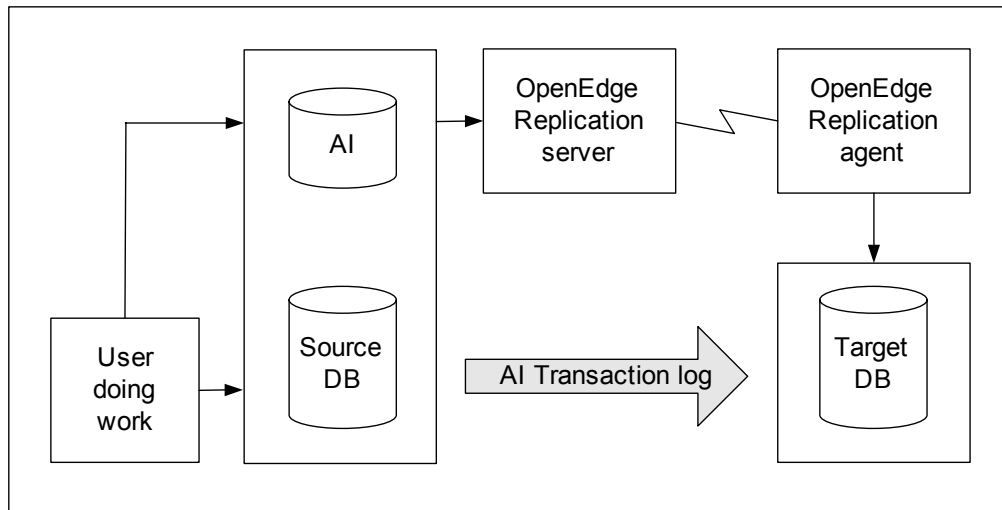 AI
OpenEdge
Replication
server
OpenEdge
Replication
agent
User
doing
work
Source
DB
AI Transaction log
Target
DB